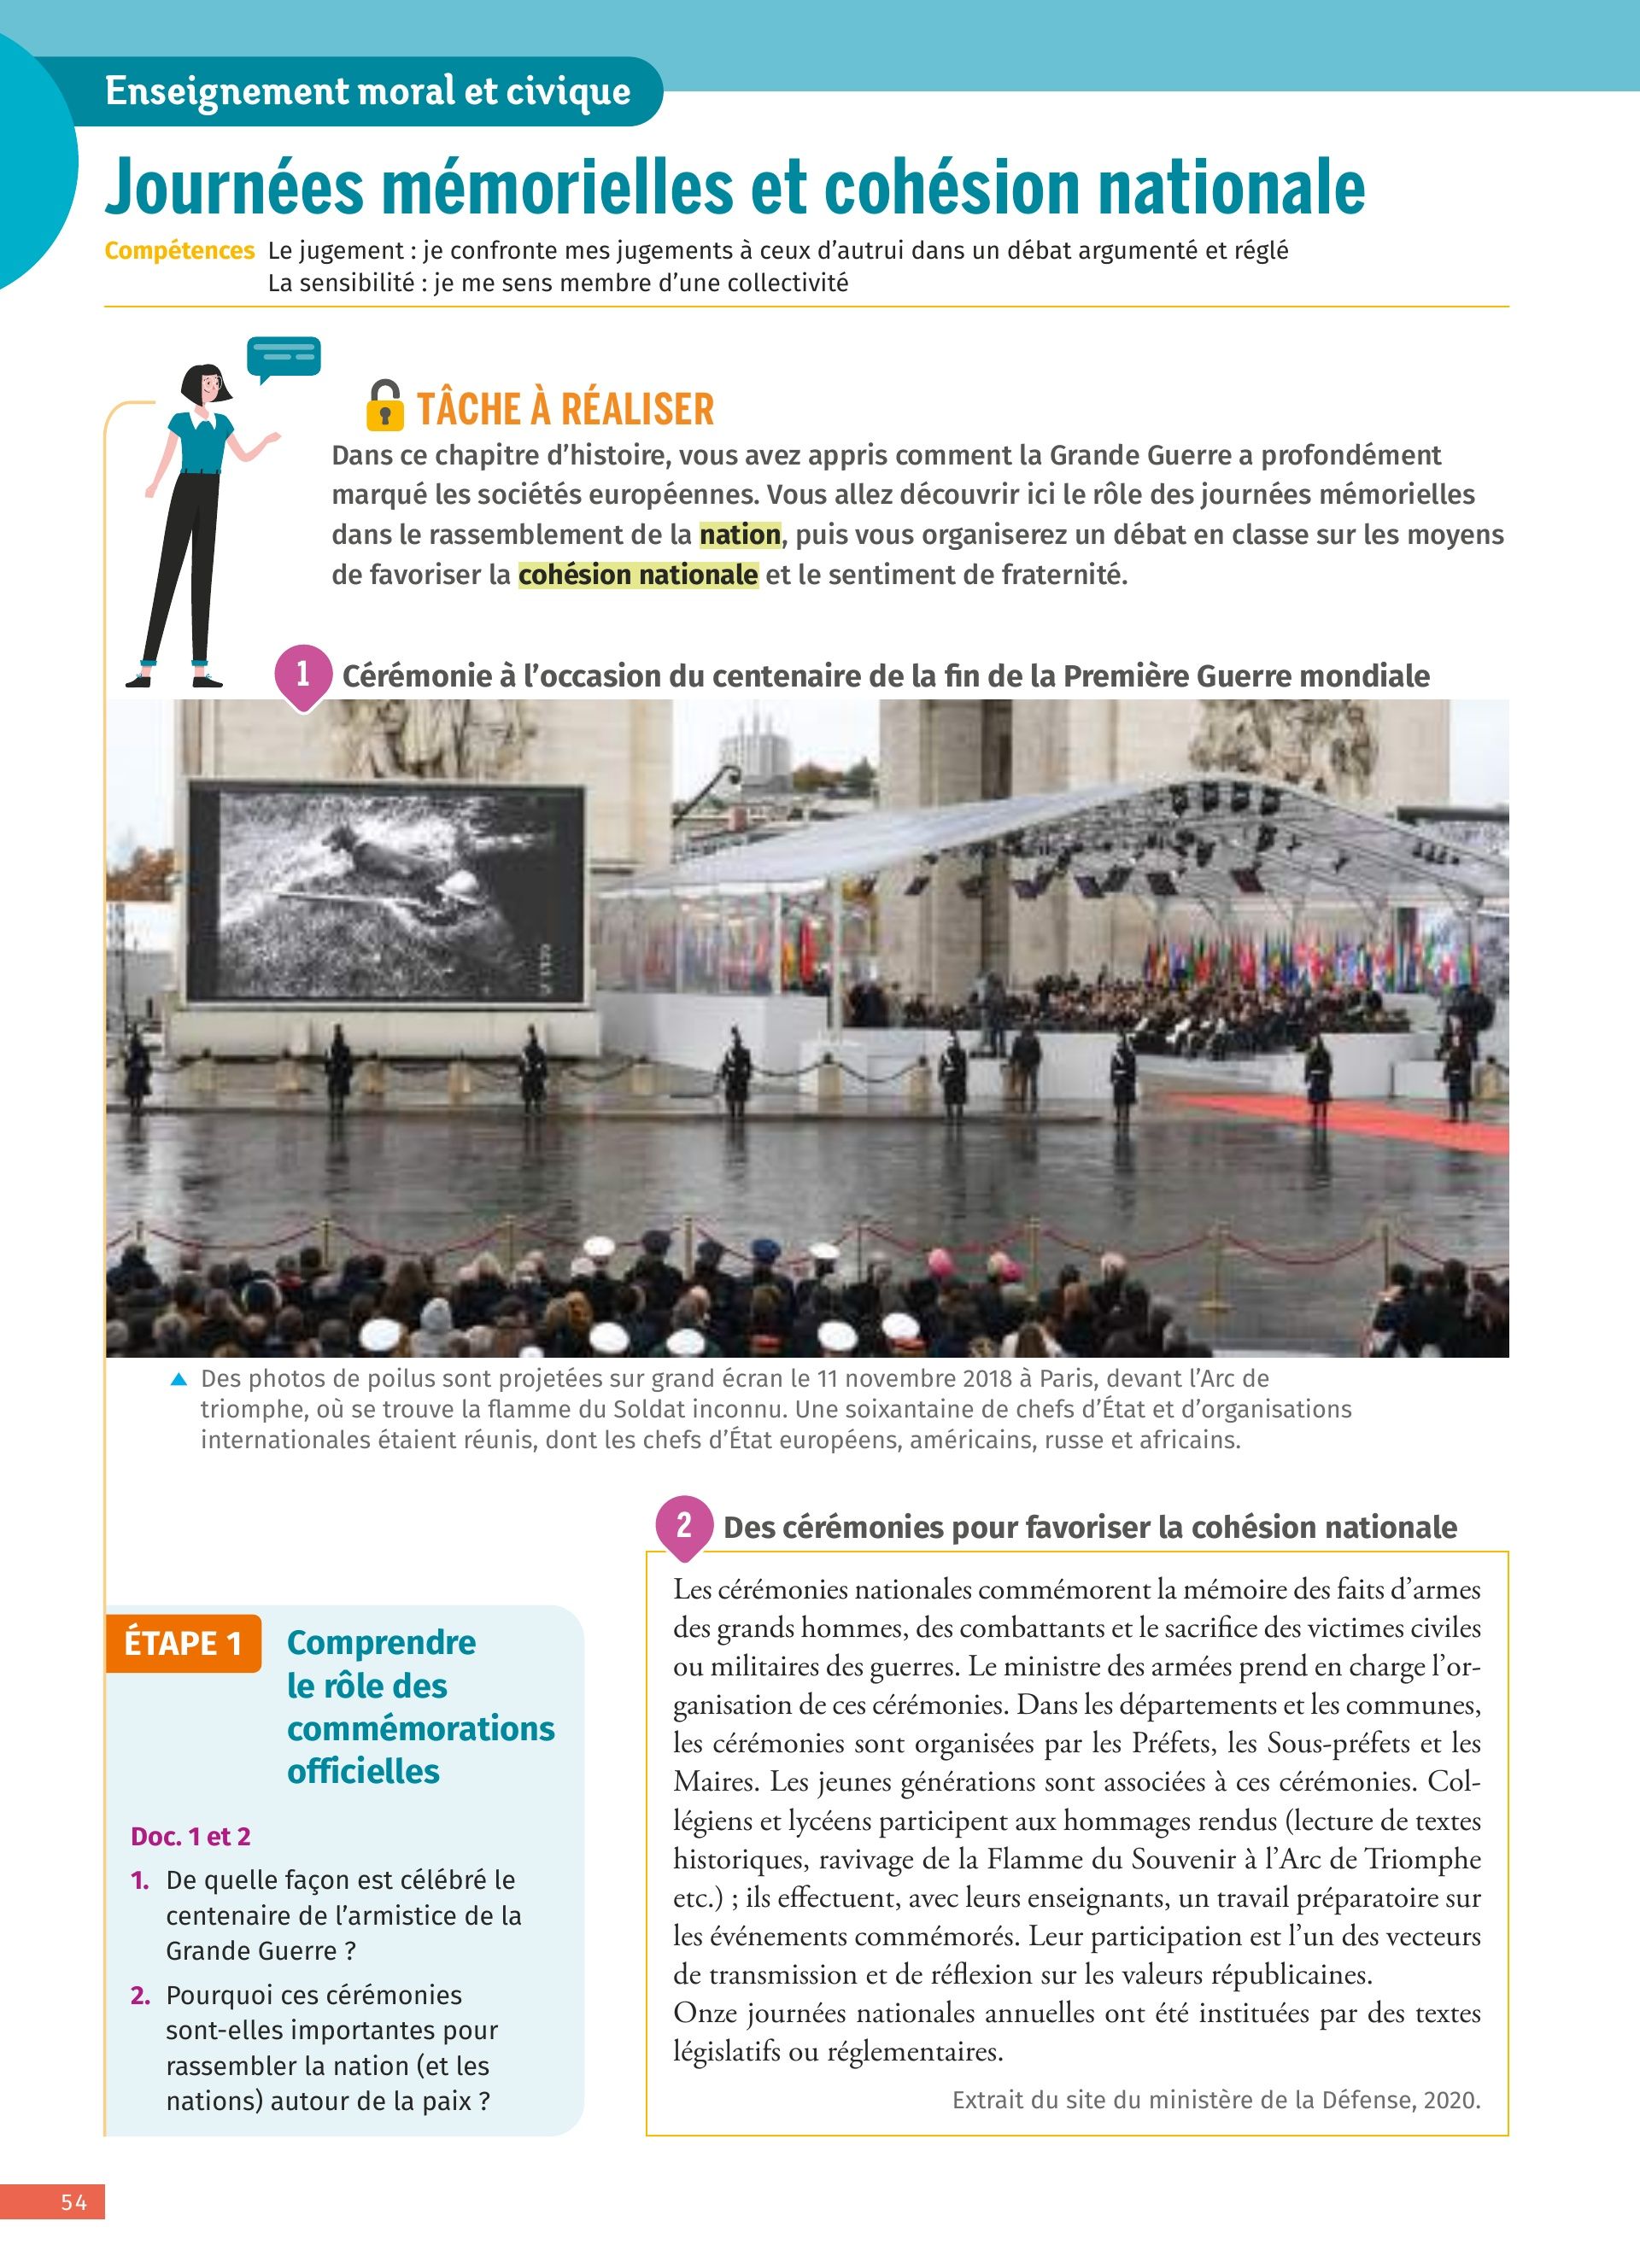 Enseignement moral et civique
Journées mémorielles et cohésion nationale
Compétences Le jugement : je confronte mes jugements à ceux d’autrui dans un débat argumenté et réglé
La sensibilité : je me sens membre d’une collectivité
TÂCHE À RÉALISER
Dans ce chapitre d’histoire, vous avez appris comment la Grande Guerre a profondément
marqué les sociétés européennes. Vous allez découvrir ici le rôle des journées mémorielles
dans le rassemblement de la nation, puis vous organiserez un débat en classe sur les moyens
de favoriser la cohésion nationale et le sentiment de fraternité.
1 Cérémonie à l’occasion du centenaire de la fin de la Première Guerre mondiale
▲ Des photos de poilus sont projetées sur grand écran le 11 novembre 2018 à Paris, devant l’Arc de
triomphe, où se trouve la flamme du Soldat inconnu. Une soixantaine de chefs d’État et d’organisations
internationales étaient réunis, dont les chefs d’État européens, américains, russe et africains.
ÉTAPE 1 Comprendre
le rôle des
commémorations
officielles
Doc. 1 et 2
1. De quelle façon est célébré le
centenaire de l’armistice de la
Grande Guerre ?
2. Pourquoi ces cérémonies
sont-elles importantes pour
rassembler la nation (et les
nations) autour de la paix ?
2 Des cérémonies pour favoriser la cohésion nationale
Les cérémonies nationales commémorent la mémoire des faits d’armes
des grands hommes, des combattants et le sacrifice des victimes civiles
ou militaires des guerres. Le ministre des armées prend en charge l’or-
ganisation de ces cérémonies. Dans les départements et les communes,
les cérémonies sont organisées par les Préfets, les Sous-préfets et les
Maires. Les jeunes générations sont associées à ces cérémonies. Col-
légiens et lycéens participent aux hommages rendus (lecture de textes
historiques, ravivage de la Flamme du Souvenir à l’Arc de Triomphe
etc.) ; ils effectuent, avec leurs enseignants, un travail préparatoire sur
les événements commémorés. Leur participation est l’un des vecteurs
de transmission et de réflexion sur les valeurs républicaines.
Onze journées nationales annuelles ont été instituées par des textes
législatifs ou réglementaires.
Extrait du site du ministère de la Défense, 2020.
54